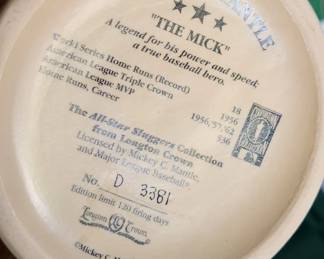 MANTLE
"THE MICK"
A legend for his power and speed:
a true baseball hero.
World Series Home Runs (Record) 18
American League Triple Crown 1956
American League MVP 1956/57/62
Home Runs, Career 536
The All-Star Sluggers Collection
from Longton Crown
Licensed by Mickey C. Mantle,
and Major League Baseball
No. D 3381
Edition limit 120 firing days
Longton Crown
©Mickey C.